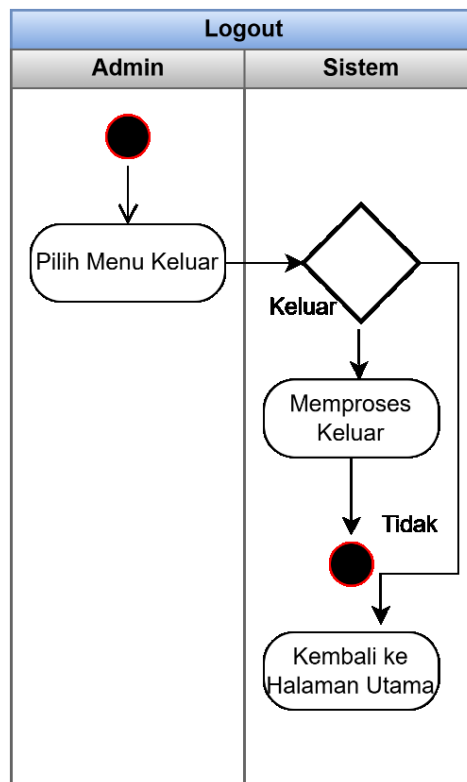 Logout
Admin
Sistem
Pilih Menu Keluar
Keluar
Memproses
Keluar
Tidak
Kembali ke
Halaman Utama